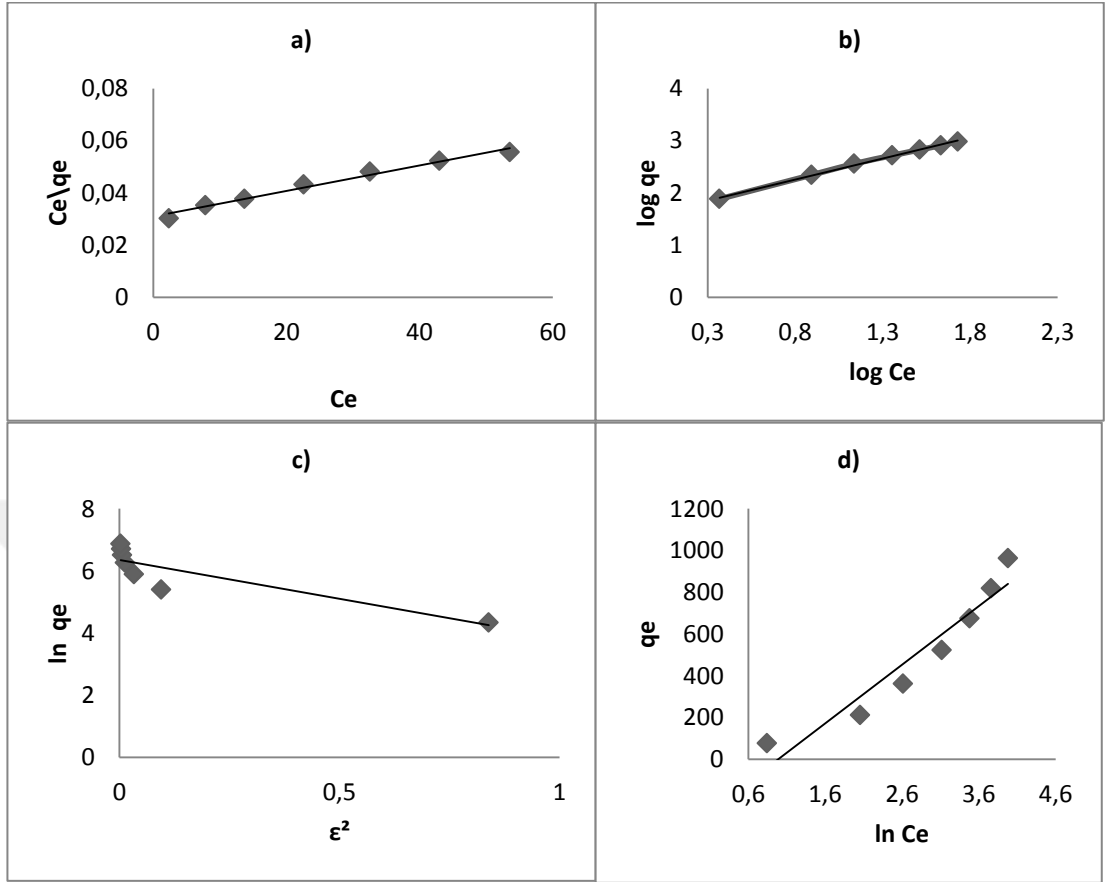 a)
Ce\qe
0,08
0,06
0,04
0,02
0
0 20 40 60
Ce
b)
log qe
4
3
2
1
0
0,3 0,8 1,3 1,8 2,3
log Ce
c)
ln qe
8
6
4
2
0
0 0,5 1
ε²
d)
qe
1200
1000
800
600
400
200
0
0,6 1,6 2,6 3,6 4,6
ln Ce